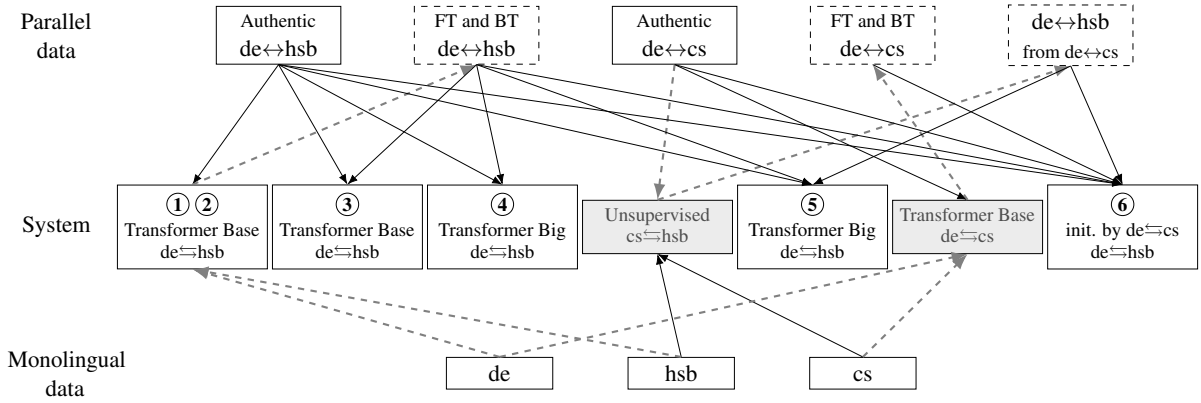 Parallel
data
Authentic
de↔hsb
FT and BT
de↔hsb
Authentic
de↔cs
FT and BT
de↔cs
de↔hsb
from de↔cs
System
① ②
Transformer Base
de⇆hsb
③
Transformer Base
de⇆hsb
④
Transformer Big
de⇆hsb
Unsupervised
cs⇆hsb
⑤
Transformer Big
de⇆hsb
Transformer Base
de⇆cs
⑥
init. by de⇆cs
de⇆hsb
Monolingual
data
de
hsb
cs